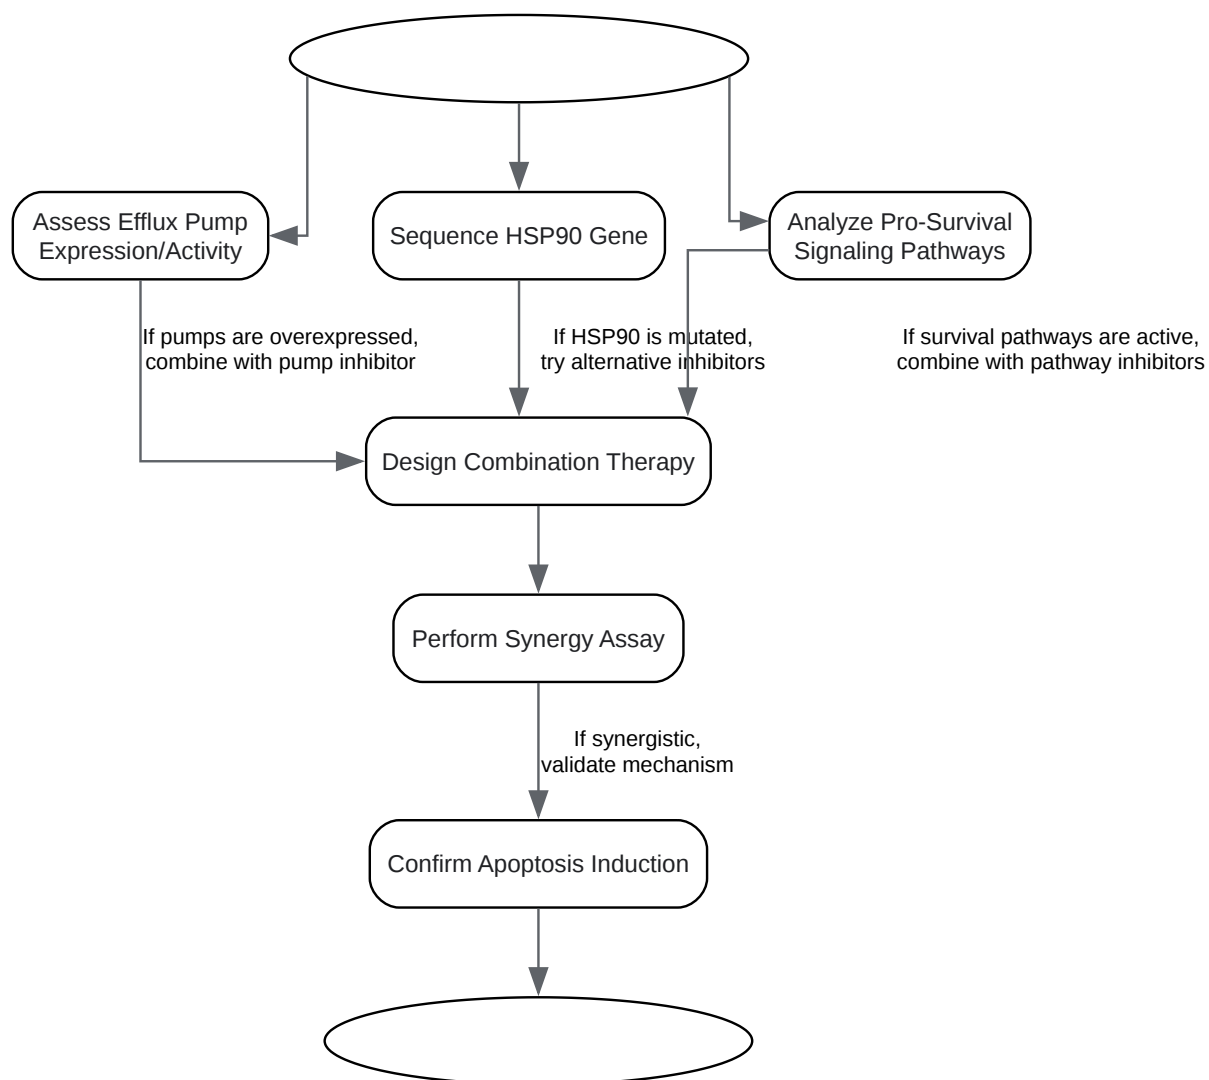 Assess Efflux Pump
Expression/Activity
Sequence HSP90 Gene
Analyze Pro-Survival
Signaling Pathways
If pumps are overexpressed,
combine with pump inhibitor
If HSP90 is mutated,
try alternative inhibitors
If survival pathways are active,
combine with pathway inhibitors
Design Combination Therapy
Perform Synergy Assay
If synergistic,
validate mechanism
Confirm Apoptosis Induction